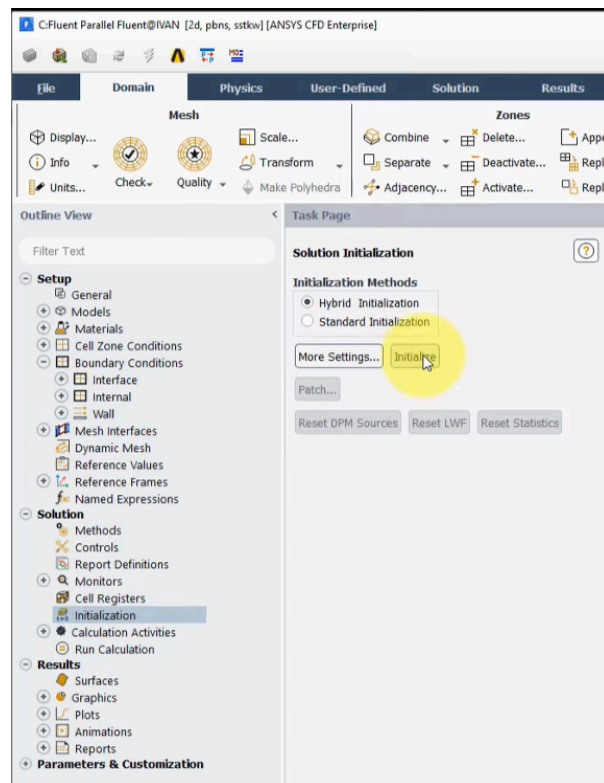 C:Fluent Parallel Fluent@IVAN [2d, pbns, sstkw] [ANSYS CFD Enterprise]
File Domain Physics User-Defined Solution Results
Mesh Zones
Display... Scale... Combine Delete... Appe
Info Transform Separate Deactivate... Repl
Units... Check Quality Make Polyhedra Adjacency... Activate... Repl
Outline View < Task Page
Filter Text
Solution Initialization ?
Setup
General
Models
Materials
Cell Zone Conditions
Boundary Conditions
Interface
Internal
Wall
Mesh Interfaces
Dynamic Mesh
Reference Values
Reference Frames
Named Expressions
Solution
Methods
Controls
Report Definitions
Monitors
Cell Registers
Initialization
Calculation Activities
Run Calculation
Results
Surfaces
Graphics
Plots
Animations
Reports
Parameters & Customization
Initialization Methods
Hybrid Initialization
Standard Initialization
More Settings... Initialize
Patch...
Reset DPM Sources Reset LWF Reset Statistics